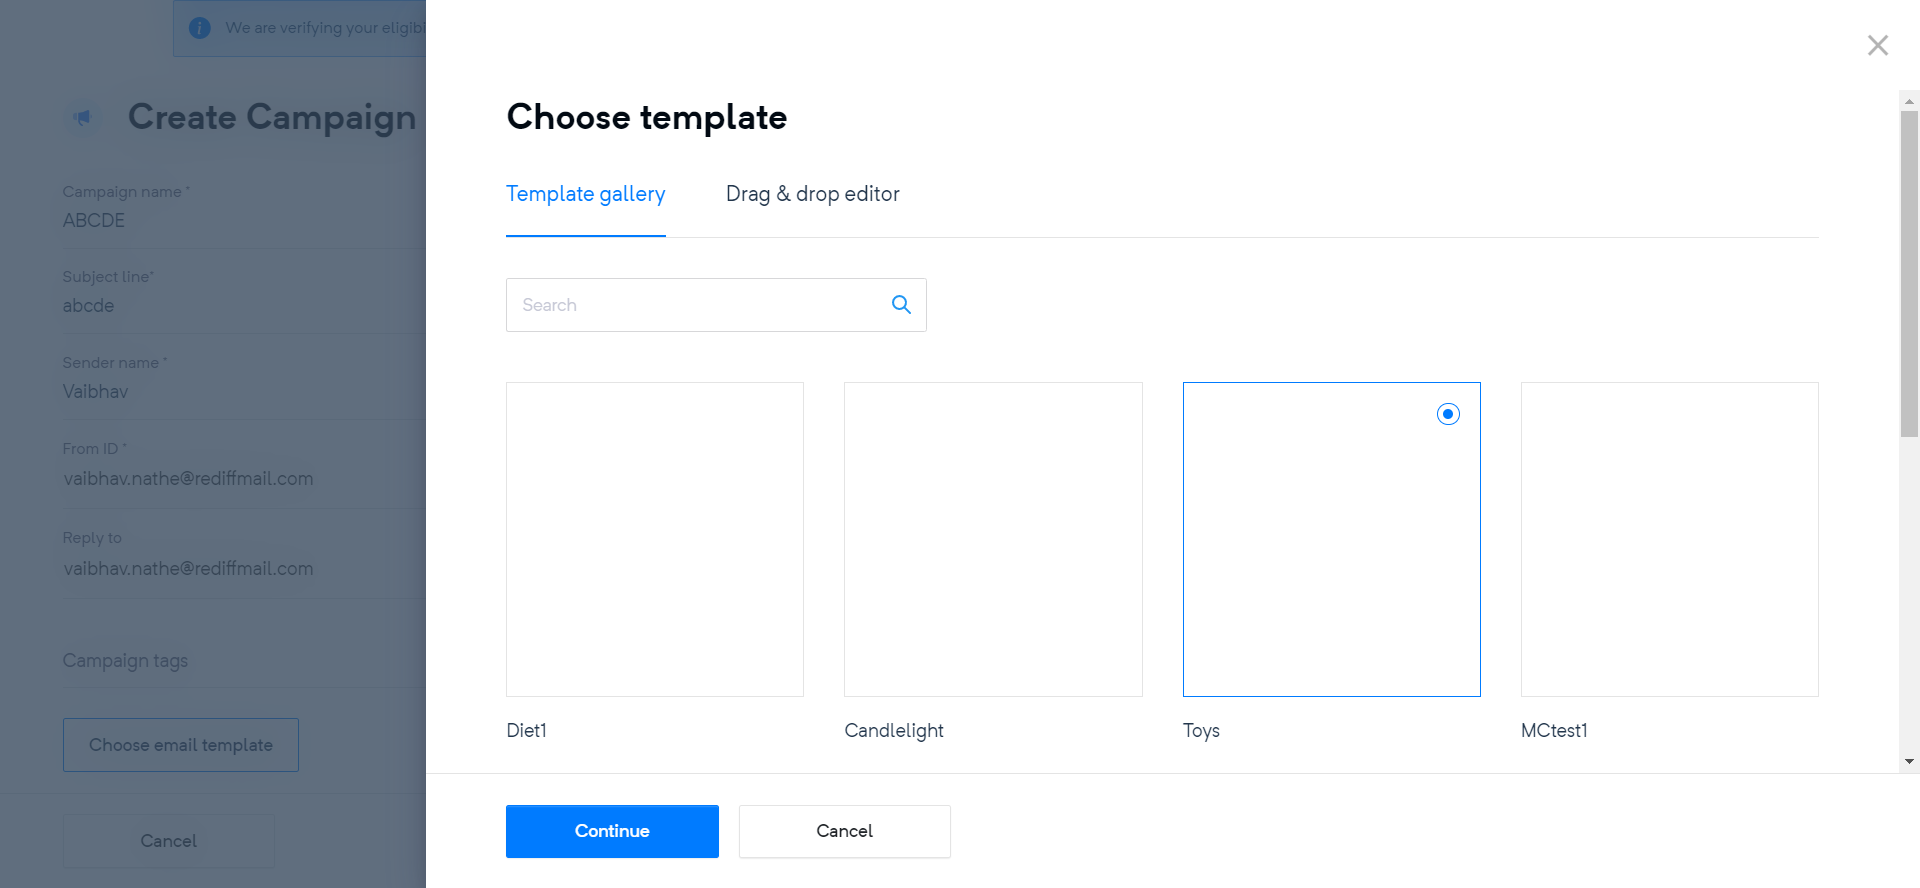 We are verifying your eligibi
Create Campaign
Campaign name *
ABCDE
Subject line*
abcde
Sender name *
Vaibhav
From ID *
vaibhav.nathe@rediffmail.com
Reply to
vaibhav.nathe@rediffmail.com
Campaign tags
Choose email template
Cancel
Choose template
Template gallery
Drag & drop editor
Search
Diet1
Candlelight
Toys
MCtest1
Continue
Cancel